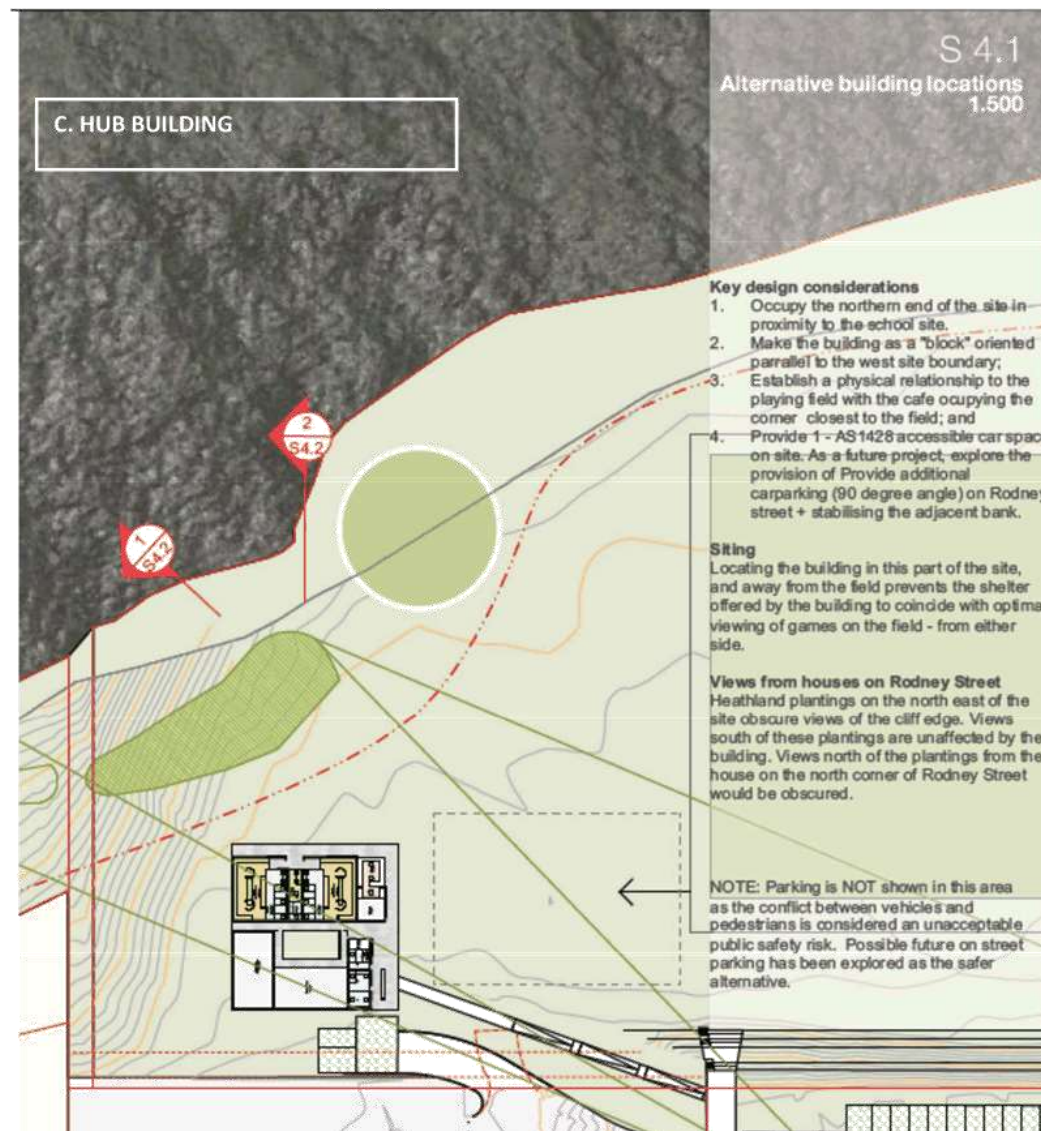 S 4.1
Alternative building locations
1.500
C. HUB BUILDING
Key design considerations
1. Occupy the northern end of the site in
proximity to the school site.
2. Make the building as a "block" oriented
parrallel to the west site boundary;
3. Establish a physical relationship to the
playing field with the cafe ocupying the
corner closest to the field; and
4. Provide 1 - AS1428 accessible car spac
on site. As a future project, explore the
provision of Provide additional
carparking (90 degree angle) on Rodney
street + stabilising the adjacent bank.
2
S4.2
1
S4.2
Siting
Locating the building in this part of the site,
and away from the field prevents the shelter
offered by the building to coincide with optima
viewing of games on the field - from either
side.
Views from houses on Rodney Street
Heathland plantings on the north east of the
site obscure views of the cliff edge. Views
south of these plantings are unaffected by the
building. Views north of the plantings from the
house on the north corner of Rodney Street
would be obscured.
NOTE: Parking is NOT shown in this area
as the conflict between vehicles and
pedestrians is considered an unacceptable
public safety risk. Possible future on street
parking has been explored as the safer
alternative.